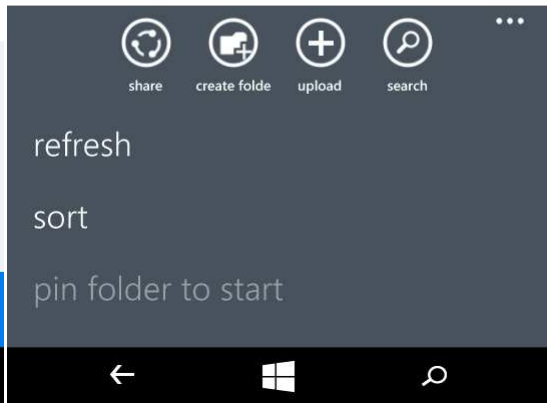 share create folde upload search
refresh
sort
pin folder to start